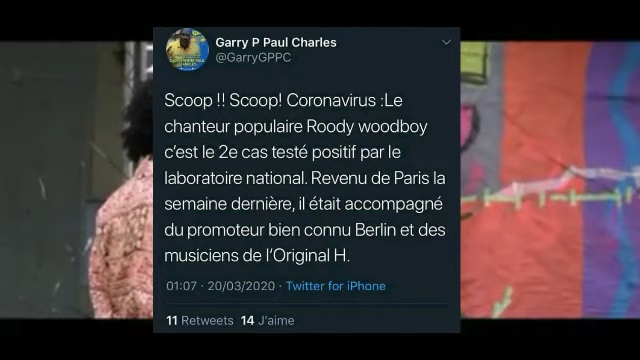 Garry P Paul Charles
@GarryGPPC
Scoop !! Scoop! Coronavirus :Le
chanteur populaire Roody woodboy
c’est le 2e cas testé positif par le
laboratoire national. Revenu de Paris la
semaine dernière, il était accompagné
du promoteur bien connu Berlin et des
musiciens de l’Original H.
01:07 · 20/03/2020 · Twitter for iPhone
11 Retweets 14 J'aime